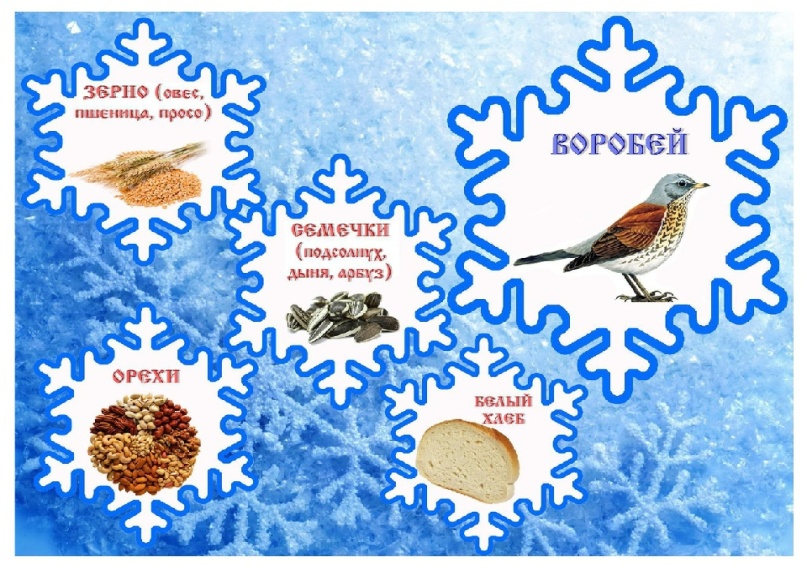 ЗЕРНО (овес,
пшеница, просо)
ВОРОБЕЙ
СЕМЕЧКИ
(подсолнух,
дыня, арбуз)
ОРЕХИ
БЕЛЫЙ
ХЛЕБ